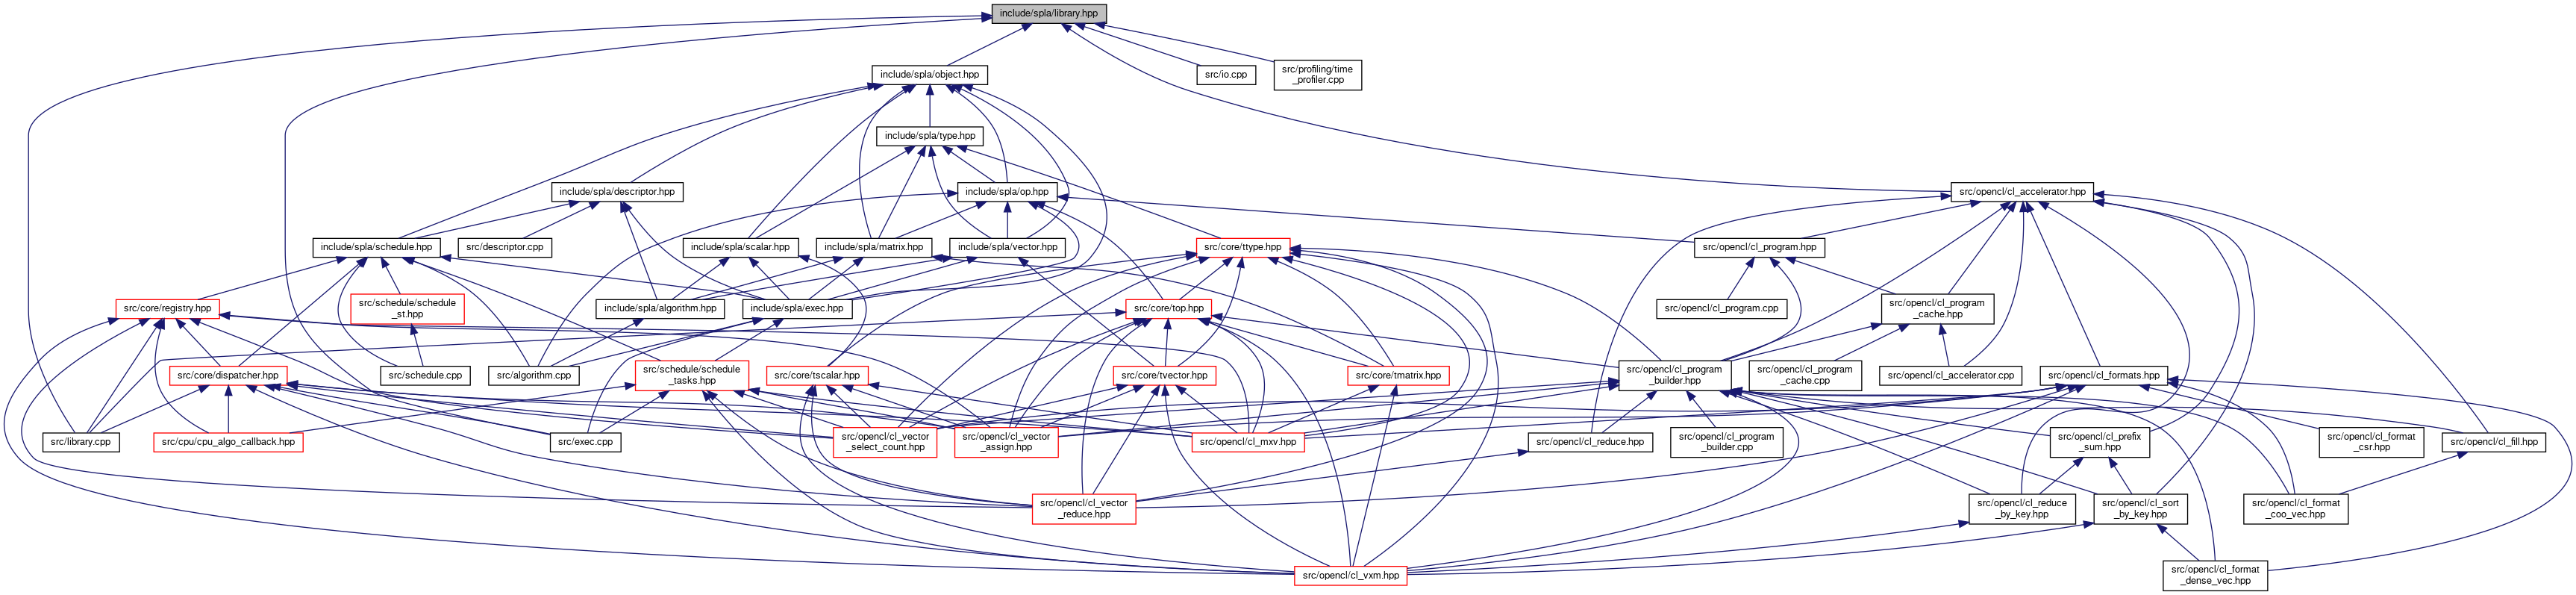 include/spla/library.hpp
include/spla/object.hpp
src/io.cpp
src/profiling/time
_profiler.cpp
include/spla/type.hpp
include/spla/descriptor.hpp
include/spla/op.hpp
src/opencl/cl_accelerator.hpp
include/spla/schedule.hpp
src/descriptor.cpp
include/spla/scalar.hpp
include/spla/matrix.hpp
include/spla/vector.hpp
src/core/ttype.hpp
src/opencl/cl_program.hpp
src/core/registry.hpp
src/schedule/schedule
_st.hpp
include/spla/algorithm.hpp
include/spla/exec.hpp
src/core/top.hpp
src/opencl/cl_program.cpp
src/opencl/cl_program
_cache.hpp
src/core/dispatcher.hpp
src/schedule.cpp
src/algorithm.cpp
src/schedule/schedule
_tasks.hpp
src/core/tscalar.hpp
src/core/tvector.hpp
src/core/tmatrix.hpp
src/opencl/cl_program
_builder.hpp
src/opencl/cl_program
_cache.cpp
src/opencl/cl_accelerator.cpp
src/opencl/cl_formats.hpp
src/library.cpp
src/cpu/cpu_algo_callback.hpp
src/exec.cpp
src/opencl/cl_vector
_select_count.hpp
src/opencl/cl_vector
_assign.hpp
src/opencl/cl_mxv.hpp
src/opencl/cl_reduce.hpp
src/opencl/cl_program
_builder.cpp
src/opencl/cl_prefix
_sum.hpp
src/opencl/cl_format
_csr.hpp
src/opencl/cl_fill.hpp
src/opencl/cl_vector
_reduce.hpp
src/opencl/cl_reduce
_by_key.hpp
src/opencl/cl_sort
_by_key.hpp
src/opencl/cl_format
_coo_vec.hpp
src/opencl/cl_vxm.hpp
src/opencl/cl_format
_dense_vec.hpp